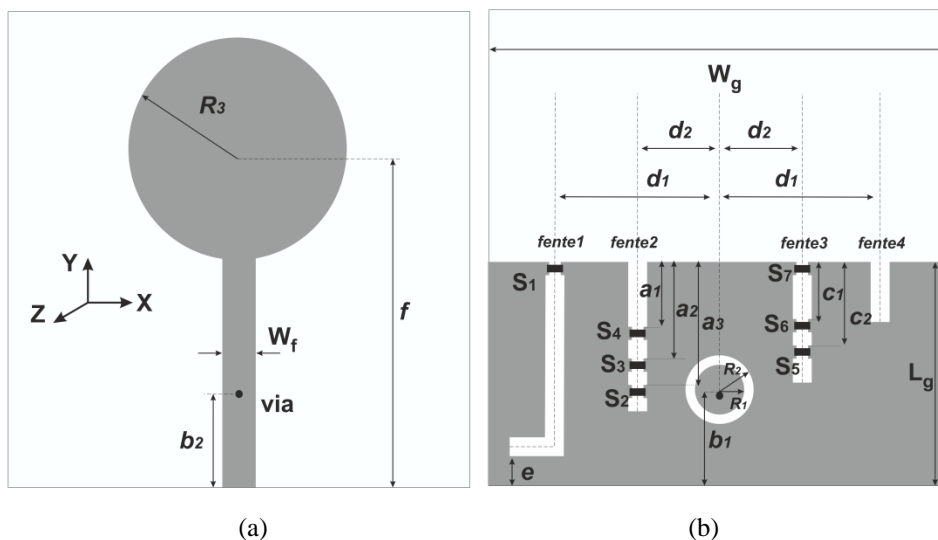 R3
f
Y
X
Z
Wf
via
b2
(a)
Wg
d2
d2
d1
d1
fente1
fente2
fente3
fente4
S1
S7
a1
a2
a3
c1
c2
S4
S6
S3
S5
S2
R2
R1
Lg
b1
e
(b)